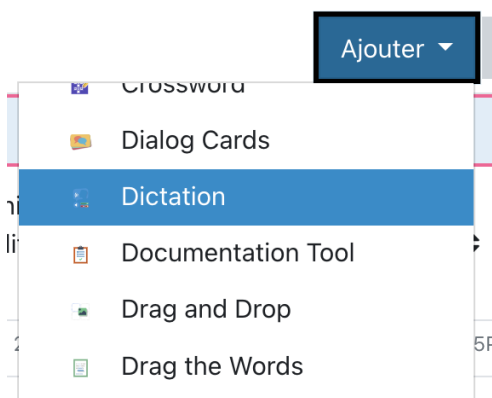 Ajouter
Crossword
Dialog Cards
Dictation
Documentation Tool
Drag and Drop
Drag the Words